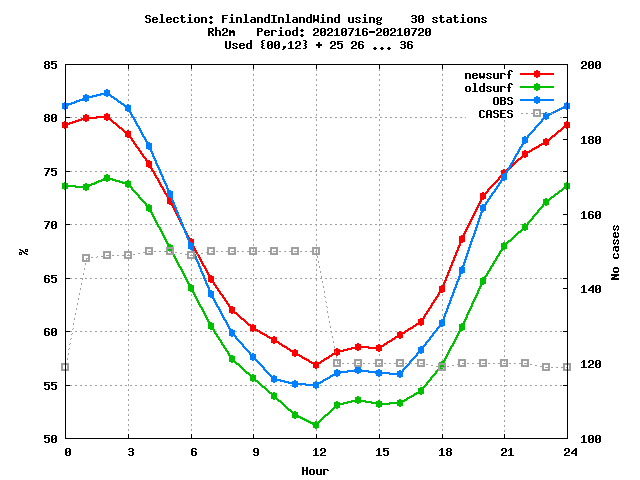 Selection: FinlandInlandWind using    30 stations
Rh2m   Period: 20210716-20210720
Used {00,12} + 25 26 ... 36
newsurf
oldsurf
OBS
CASES
85
80
75
70
65
60
55
50
%
200
180
160
140
120
100
No cases
0 3 6 9 12 15 18 21 24
Hour